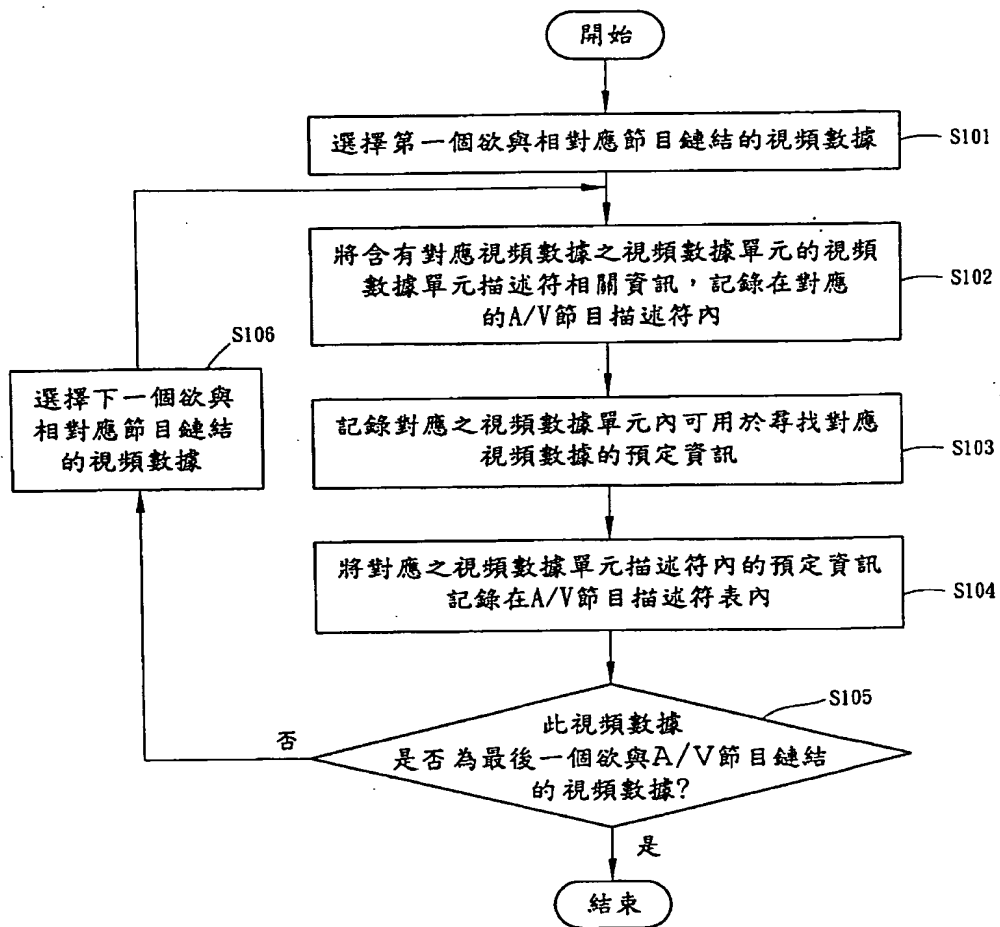 開始
選擇第一個欲與相對應節目鏈結的視頻數據
S101
將含有對應視頻數據之視頻數據單元的視頻
數據單元描述符相關資訊，記錄在對應
的A/V節目描述符內
S102
S106
選擇下一個欲與
相對應節目鏈結
的視頻數據
記錄對應之視頻數據單元內可用於尋找對應
視頻數據的預定資訊
S103
將對應之視頻數據單元描述符內的預定資訊
記錄在A/V節目描述符表內
S104
S105
此視頻數據
是否為最後一個欲與A/V節目鏈結
的視頻數據?
否
是
結束